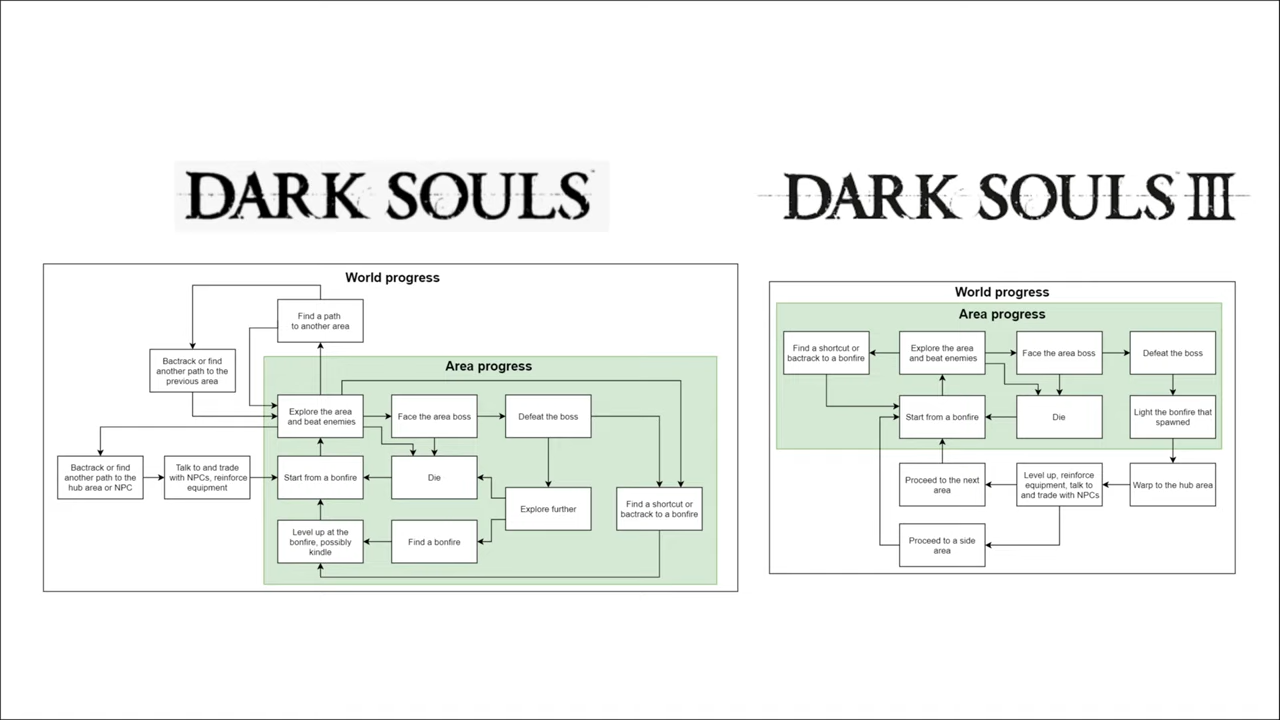 DARK SOULS™
DARK SOULS™ III
World progress
Find a path
to another area
Bactrack or find
another path to the
previous area
Area progress
Explore the area
and beat enemies
Face the area boss
Defeat the boss
Bactrack or find
another path to the
hub area or NPC
Talk to and trade
with NPCs, reinforce
equipment
Start from a bonfire
Die
Explore further
Find a shortcut or
bactrack to a bonfire
Level up at the
bonfire, possibly
kindle
Find a bonfire
World progress
Area progress
Find a shortcut or
bactrack to a bonfire
Explore the area
and beat enemies
Face the area boss
Defeat the boss
Start from a bonfire
Die
Light the bonfire that
spawned
Proceed to the next
area
Level up, reinforce
equipment, talk to
and trade with NPCs
Warp to the hub area
Proceed to a side
area